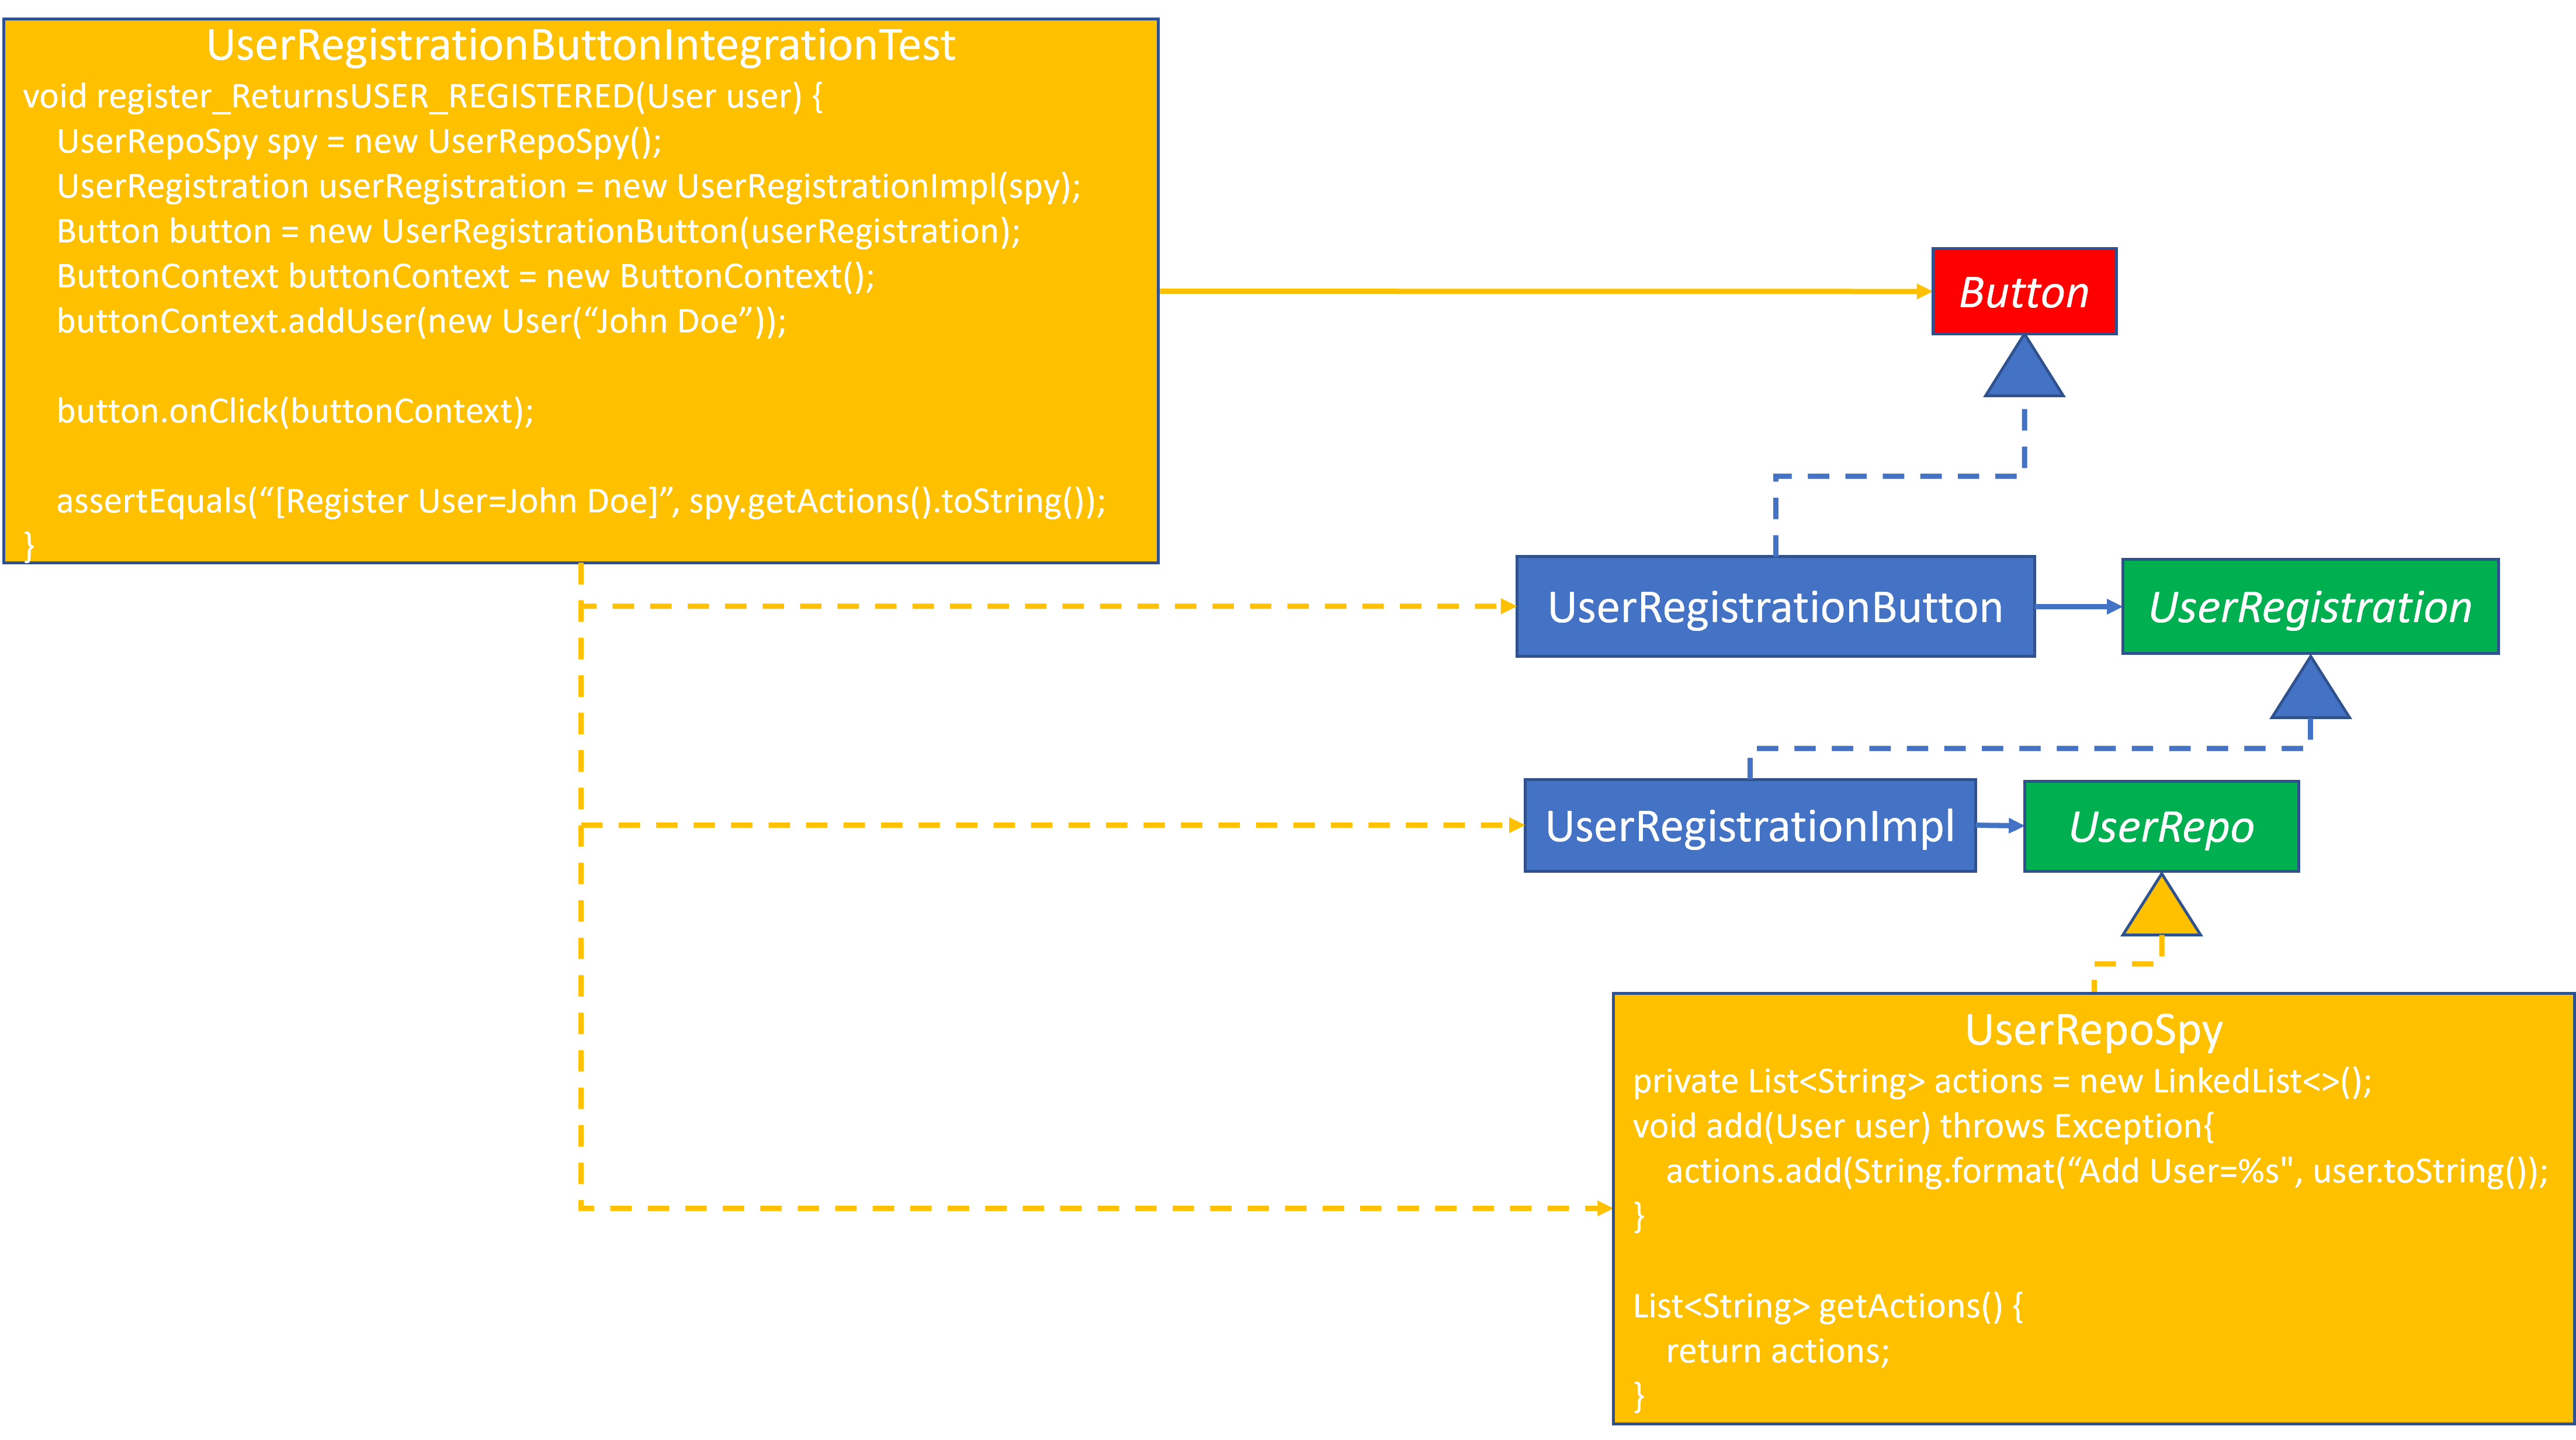 UserRegistrationButtonIntegrationTest
void register_ReturnsUSER_REGISTERED(User user) {
UserRepoSpy spy = new UserRepoSpy();
UserRegistration userRegistration = new UserRegistrationImpl(spy);
Button button = new UserRegistrationButton(userRegistration);
ButtonContext buttonContext = new ButtonContext();
buttonContext.addUser(new User(“John Doe”));
button.onClick(buttonContext);
assertEquals(“[Register User=John Doe]”, spy.getActions().toString());
}
Button
UserRegistrationButton
UserRegistration
UserRegistrationImpl
UserRepo
UserRepoSpy
private List<String> actions = new LinkedList<>();
void add(User user) throws Exception{
actions.add(String.format(“Add User=%s", user.toString());
}
List<String> getActions() {
return actions;
}